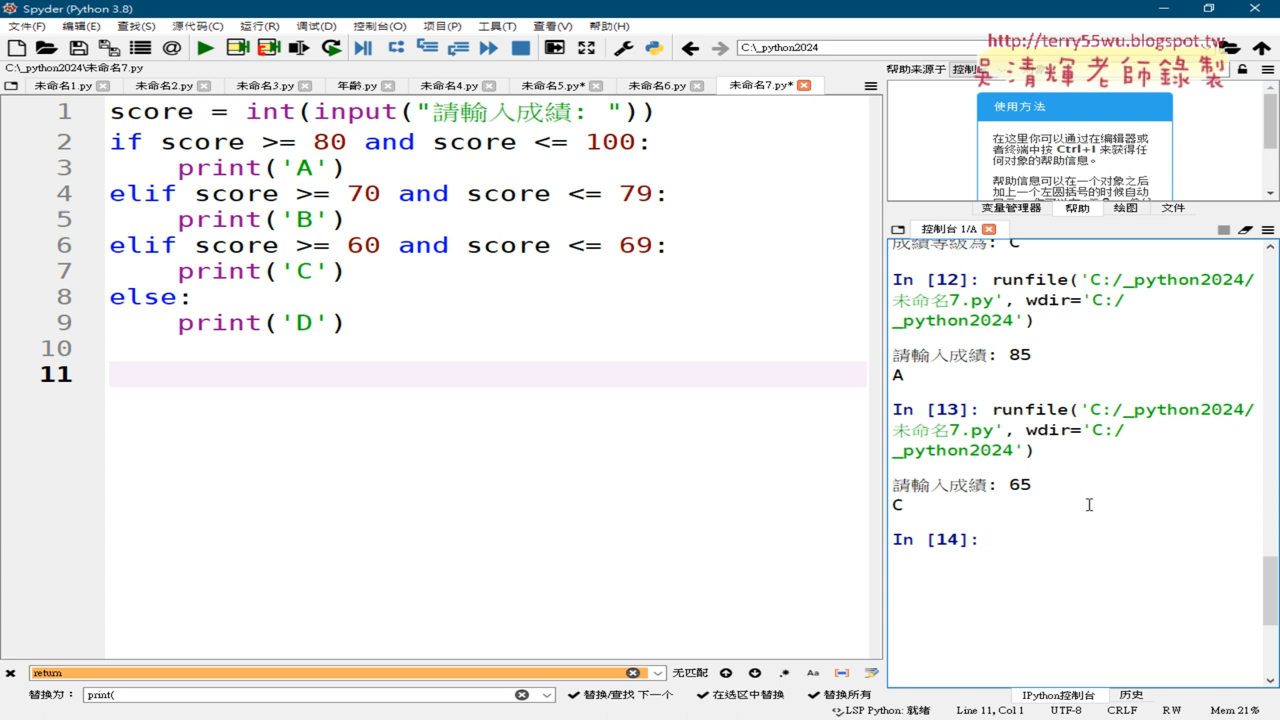 Spyder (Python 3.8)
文件(F) 编辑(E) 查找(S) 源代码(C) 运行(R) 调试(D) 控制台(O) 项目(P) 工具(T) 查看(V) 帮助(H)
C:\_python2024
http://terry55wu.blogspot.tw
吳清輝老師錄製
C:\_python2024\未命名7.py
未命名1.py 未命名2.py 未命名3.py 年齡.py 未命名4.py 未命名5.py* 未命名6.py 未命名7.py*
1 score = int(input("請輸入成績: "))
2 if score >= 80 and score <= 100:
3 print('A')
4 elif score >= 70 and score <= 79:
5 print('B')
6 elif score >= 60 and score <= 69:
7 print('C')
8 else:
9 print('D')
10
11
帮助来源于
使用方法
在这里你可以通过在编辑器或
者终端中按 Ctrl+I 来获得任
何对象的帮助信息。
帮助信息可以在一个对象之后
加上一个左圆括号的时候自动
变量管理器 帮助 绘图 文件
控制台 1/A
成績等級為: C
In [12]: runfile('C:/_python2024/
未命名7.py', wdir='C:/
_python2024')
請輸入成績: 85
A
In [13]: runfile('C:/_python2024/
未命名7.py', wdir='C:/
_python2024')
請輸入成績: 65
C
In [14]:
return 无匹配 Aa
替换为: print( 替换/查找 下一个 在选区中替换 替换所有
IPython控制台 历史
LSP Python: 就绪 Line 11, Col 1 UTF-8 CRLF RW Mem 21%